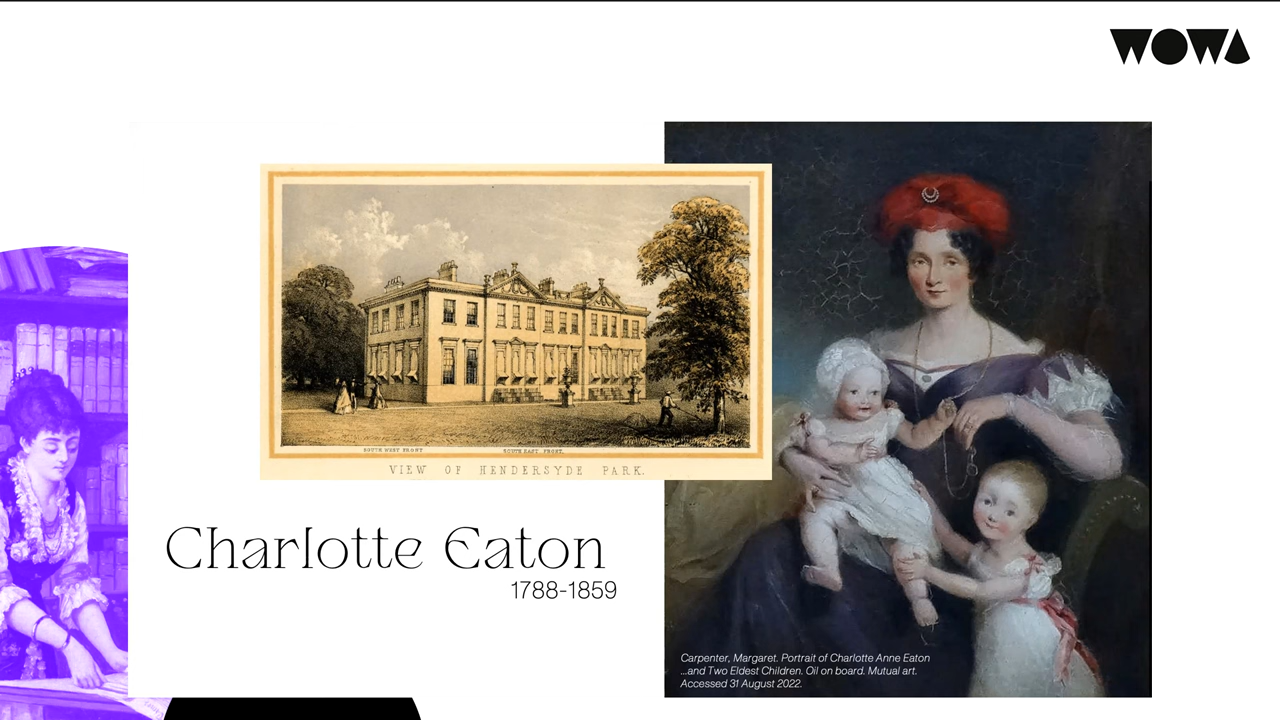 WOWA
SOUTH WEST FRONT
SOUTH EAST FRONT.
VIEW OF HENDERSYDE PARK.
Charlotte Eaton
1788-1859
Carpenter, Margaret. Portrait of Charlotte Anne Eaton
...and Two Eldest Children. Oil on board. Mutual art.
Accessed 31 August 2022.